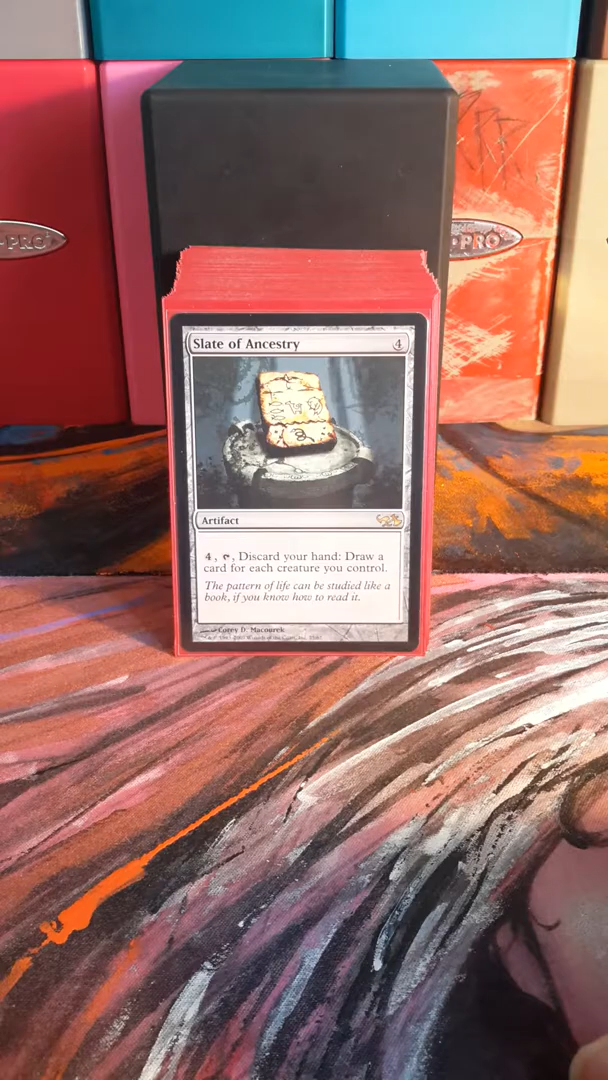 PRO
PRO
Slate of Ancestry 4
Artifact
4, , Discard your hand: Draw a
card for each creature you control.
The pattern of life can be studied like a
book, if you know how to read it.
Corey D. Macourek